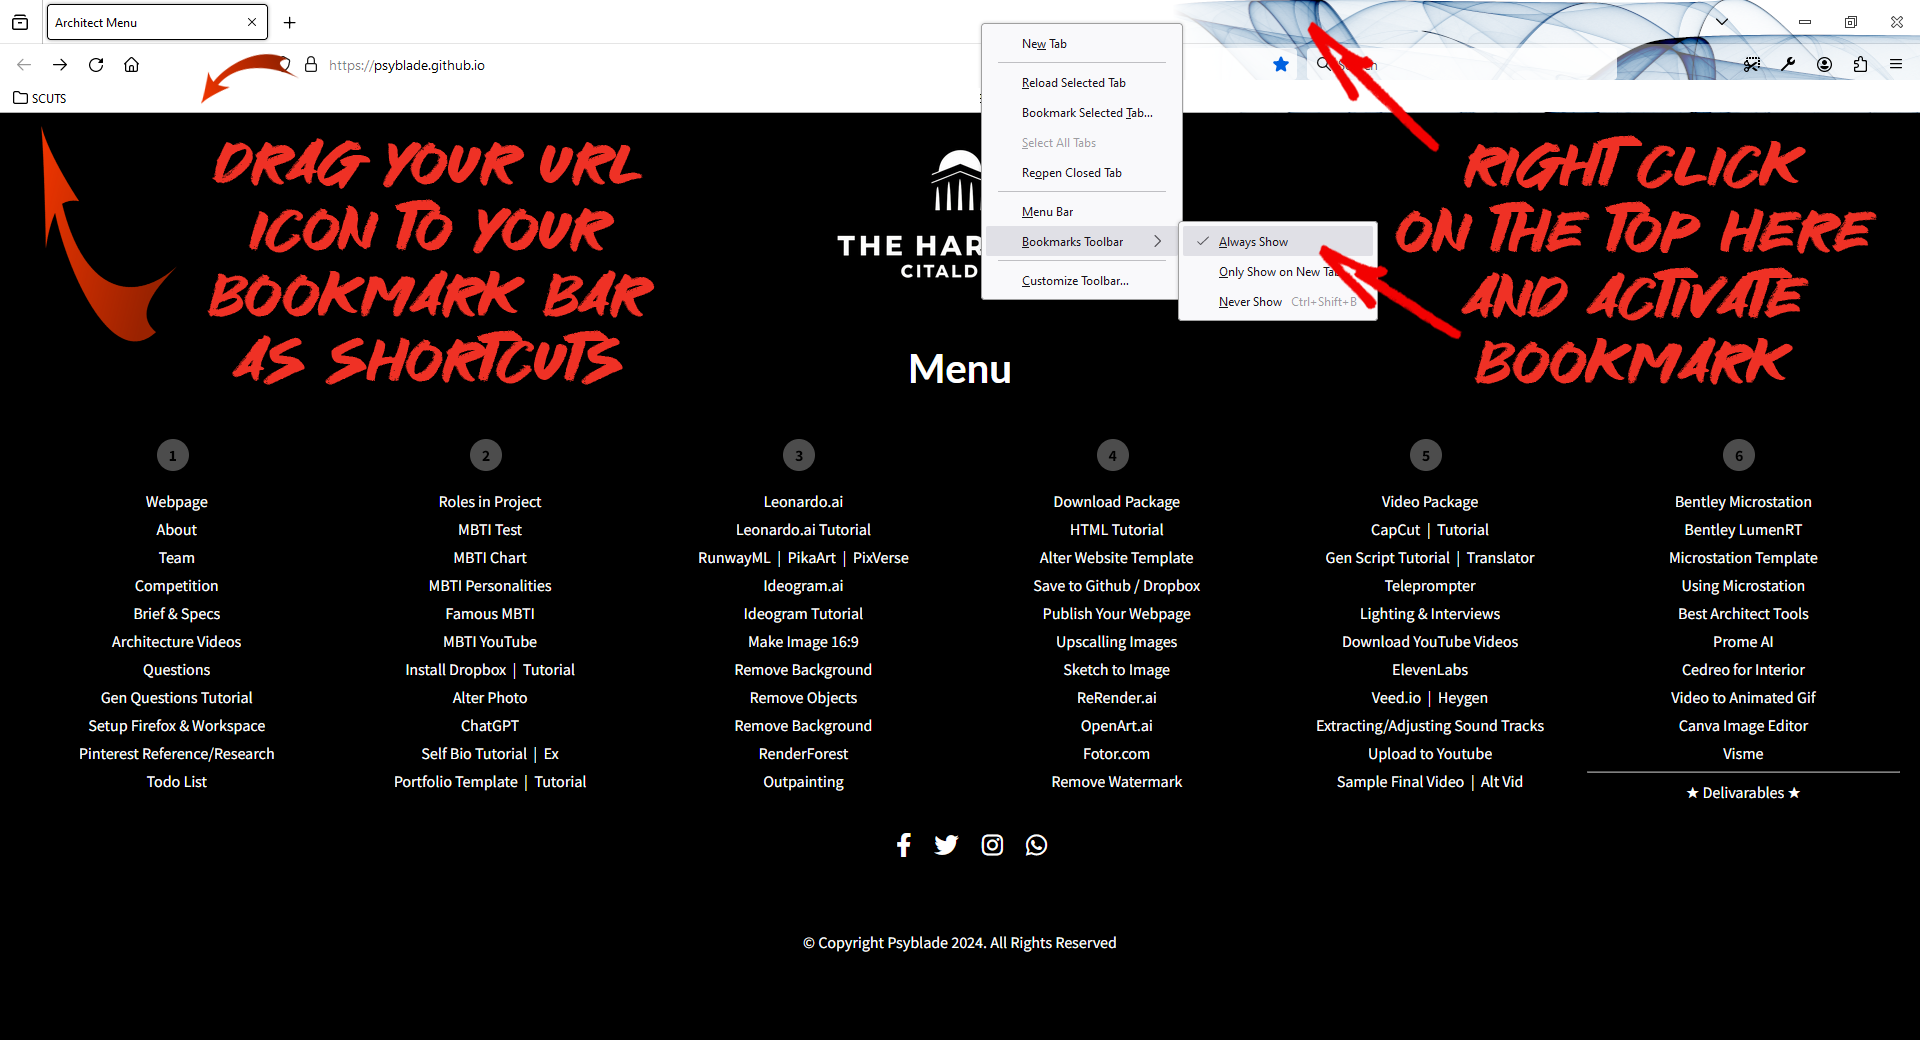 Architect Menu
https://psyblade.github.io
SCUTS
New Tab
Reload Selected Tab
Bookmark Selected Tab...
Select All Tabs
Reopen Closed Tab
Menu Bar
Bookmarks Toolbar
Customize Toolbar...
Always Show
Only Show on New Tab
Never Show Ctrl+Shift+B
DRAG YOUR URL
ICON TO YOUR
BOOKMARK BAR
AS SHORTCUTS
RIGHT CLICK
ON THE TOP HERE
AND ACTIVATE
BOOKMARK
THE HAR
CITALD
Menu
1
Webpage
About
Team
Competition
Brief & Specs
Architecture Videos
Questions
Gen Questions Tutorial
Setup Firefox & Workspace
Pinterest Reference/Research
Todo List
2
Roles in Project
MBTI Test
MBTI Chart
MBTI Personalities
Famous MBTI
MBTI YouTube
Install Dropbox | Tutorial
Alter Photo
ChatGPT
Self Bio Tutorial | Ex
Portfolio Template | Tutorial
3
Leonardo.ai
Leonardo.ai Tutorial
RunwayML | PikaArt | PixVerse
Ideogram.ai
Ideogram Tutorial
Make Image 16:9
Remove Background
Remove Objects
Remove Background
RenderForest
Outpainting
4
Download Package
HTML Tutorial
Alter Website Template
Save to Github / Dropbox
Publish Your Webpage
Upscalling Images
Sketch to Image
ReRender.ai
OpenArt.ai
Fotor.com
Remove Watermark
5
Video Package
CapCut | Tutorial
Gen Script Tutorial | Translator
Teleprompter
Lighting & Interviews
Download YouTube Videos
ElevenLabs
Veed.io | Heygen
Extracting/Adjusting Sound Tracks
Upload to Youtube
Sample Final Video | Alt Vid
6
Bentley Microstation
Bentley LumenRT
Microstation Template
Using Microstation
Best Architect Tools
Prome AI
Cedreo for Interior
Video to Animated Gif
Canva Image Editor
Visme
★ Delivarables ★
© Copyright Psyblade 2024. All Rights Reserved